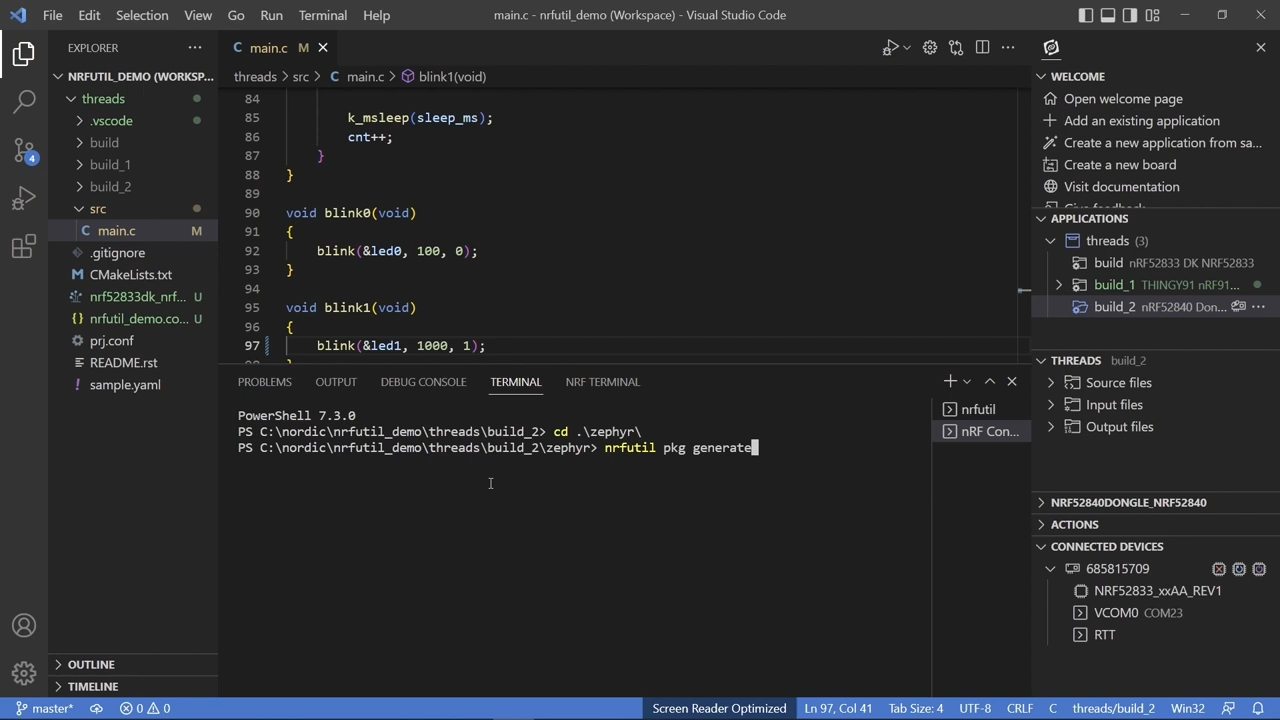 File Edit Selection View Go Run Terminal Help
main.c - nrfutil_demo (Workspace) - Visual Studio Code
EXPLORER
NRFUTIL_DEMO (WORKSP...
threads
.vscode
build
build_1
build_2
src
C main.c M
.gitignore
M CMakeLists.txt
nrf52833dk_nrf... U
{} nrfutil_demo.co... U
prj.conf
README.rst
! sample.yaml
OUTLINE
TIMELINE
4
C main.c M
threads > src > C main.c > blink1(void)
84
85 k_msleep(sleep_ms);
86 cnt++;
87 }
88 }
89
90 void blink0(void)
91 {
92 blink(&led0, 100, 0);
93 }
94
95 void blink1(void)
96 {
97 blink(&led1, 1000, 1);
PROBLEMS OUTPUT DEBUG CONSOLE TERMINAL NRF TERMINAL
PowerShell 7.3.0
PS C:\nordic\nrfutil_demo\threads\build_2> cd .\zephyr\
PS C:\nordic\nrfutil_demo\threads\build_2\zephyr> nrfutil pkg generate
nrfutil
nRF Con...
WELCOME
Open welcome page
Add an existing application
Create a new application from sa...
Create a new board
Visit documentation
Give feedback
APPLICATIONS
threads (3)
build nRF52833 DK NRF52833
build_1 THINGY91 nRF91...
build_2 nRF52840 Don...
THREADS build_2
Source files
Input files
Output files
NRF52840DONGLE_NRF52840
ACTIONS
CONNECTED DEVICES
685815709
NRF52833_xxAA_REV1
VCOM0 COM23
RTT
master* 0 0 Screen Reader Optimized Ln 97, Col 41 Tab Size: 4 UTF-8 CRLF C threads/build_2 Win32